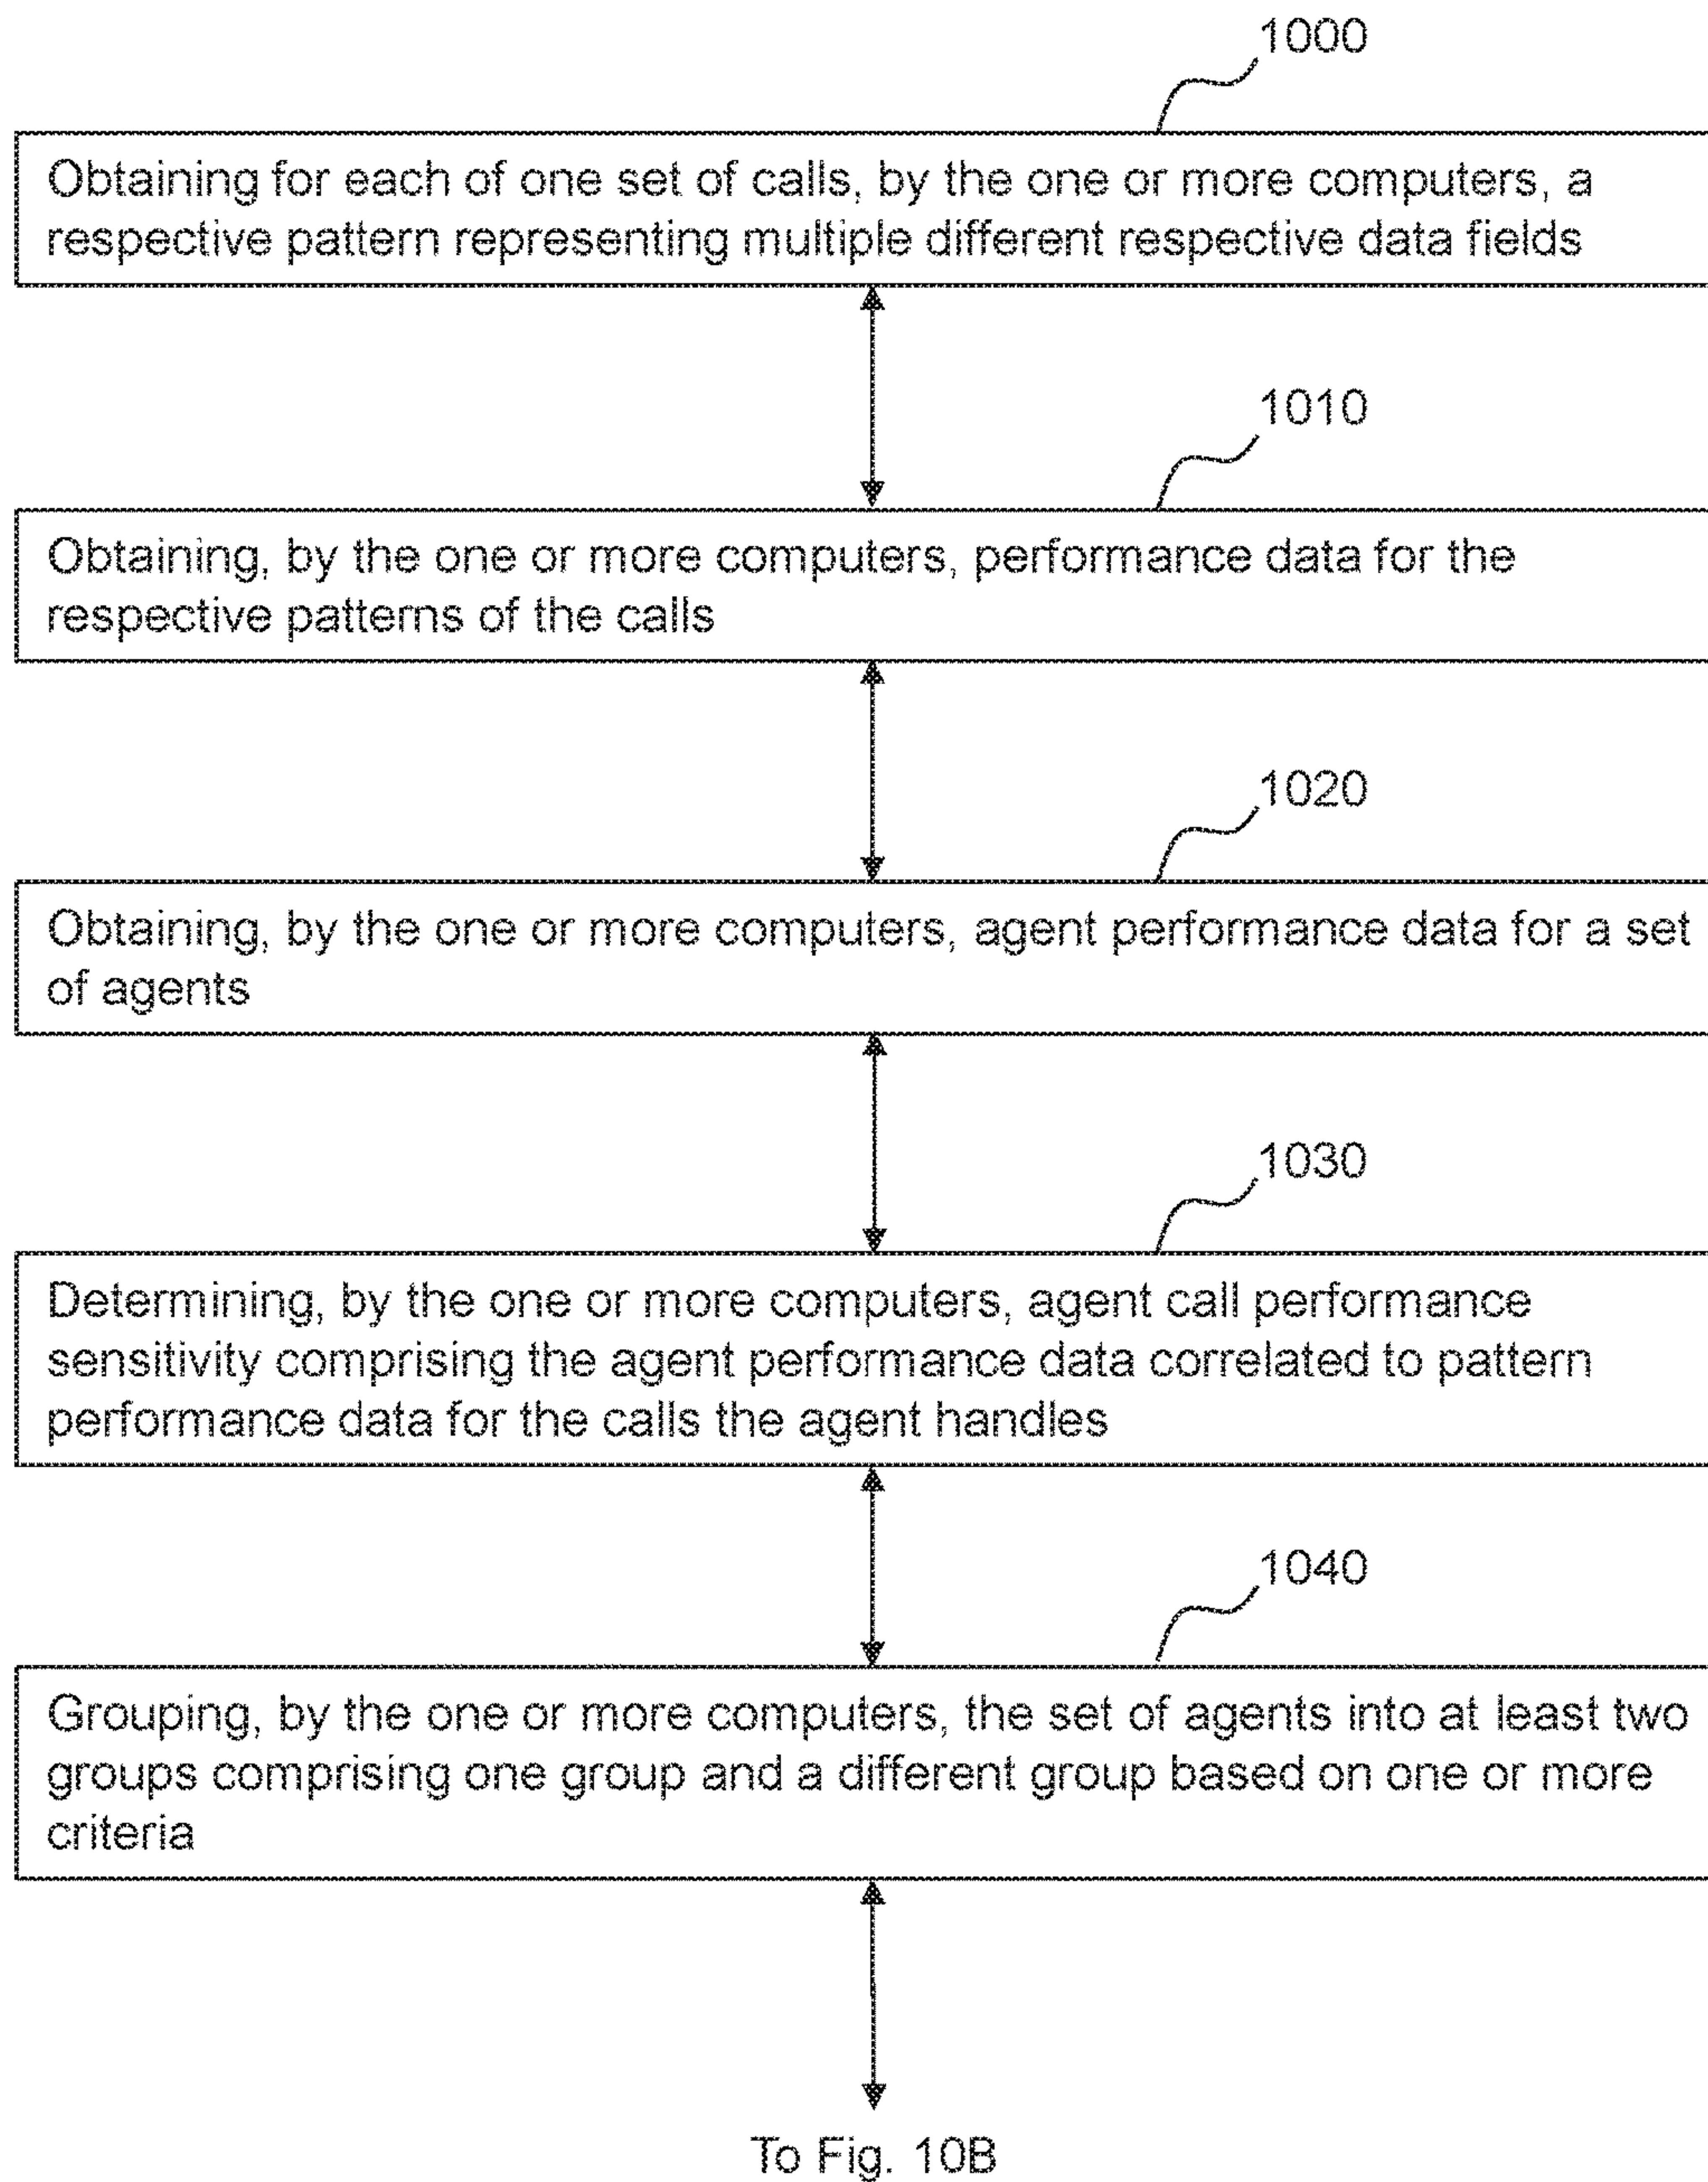 1000
Obtaining for each of one set of calls, by the one or more computers, a
respective pattern representing multiple different respective data fields
1010
Obtaining, by the one or more computers, performance data for the
respective patterns of the calls
1020
Obtaining, by the one or more computers, agent performance data for a set
of agents
1030
Determining, by the one or more computers, agent call performance
sensitivity comprising the agent performance data correlated to pattern
performance data for the calls the agent handles
1040
Grouping, by the one or more computers, the set of agents into at least two
groups comprising one group and a different group based on one or more
criteria
To Fig. 10B